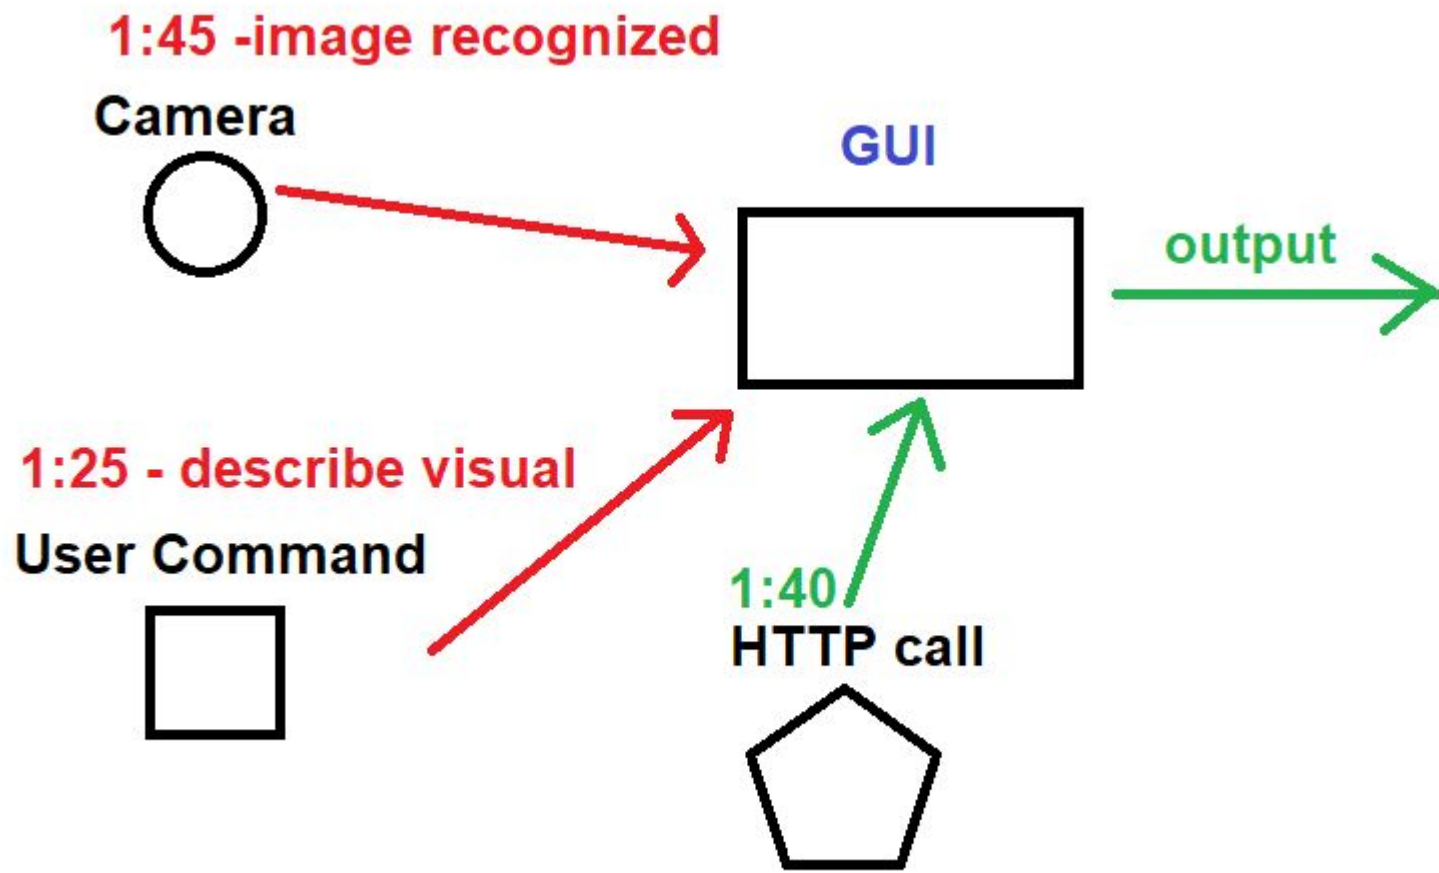 1:45 -image recognized
Camera
GUI
output
1:25 - describe visual
User Command
1:40
HTTP call